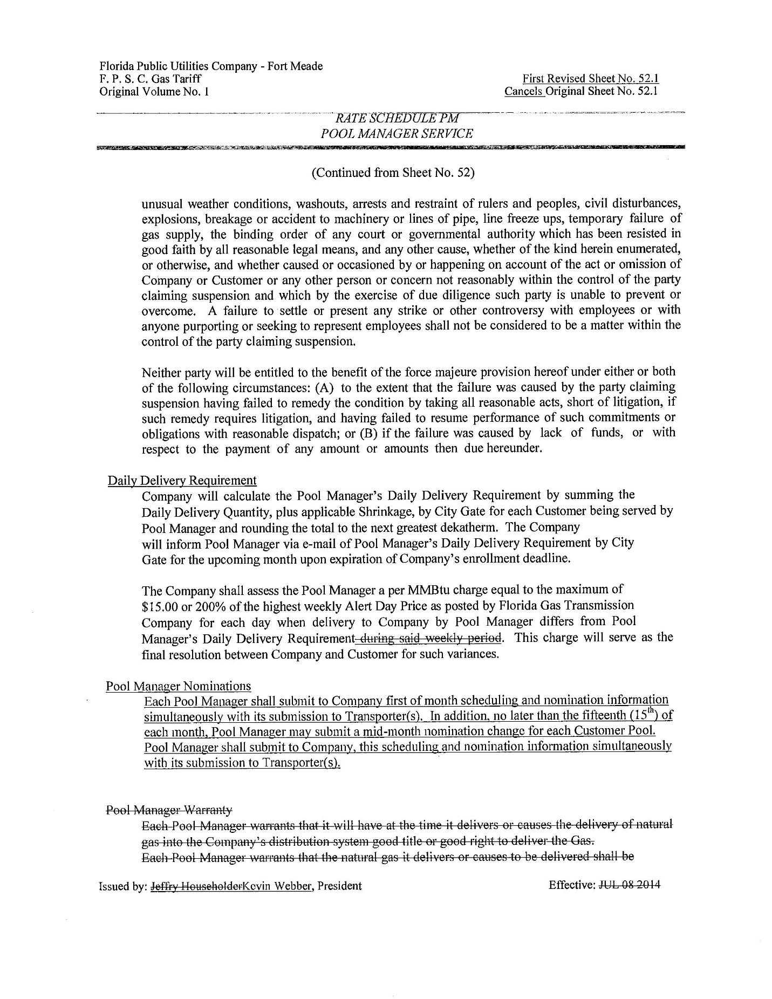 Florida Public Utilities Company - Fort Meade
F. P. S. C. Gas Tariff
First Revised Sheet No. 52.1
Original Volume No. 1
Cancels Original Sheet No. 52.1
RATE SCHEDULE PM
POOL MANAGER SERVICE
(Continued from Sheet No. 52)
unusual weather conditions, washouts, arrests and restraint of rulers and peoples, civil disturbances,
explosions, breakage or accident to machinery or lines of pipe, line freeze ups, temporary failure of
gas supply, the binding order of any court or governmental authority which has been resisted in
good faith by all reasonable legal means, and any other cause, whether of the kind herein enumerated,
or otherwise, and whether caused or occasioned by or happening on account of the act or omission of
Company or Customer or any other person or concern not reasonably within the control of the party
claiming suspension and which by the exercise of due diligence such party is unable to prevent or
overcome. A failure to settle or present any strike or other controversy with employees or with
anyone purporting or seeking to represent employees shall not be considered to be a matter within the
control of the party claiming suspension.
Neither party will be entitled to the benefit of the force majeure provision hereof under either or both
of the following circumstances: (A) to the extent that the failure was caused by the party claiming
suspension having failed to remedy the condition by taking all reasonable acts, short of litigation, if
such remedy requires litigation, and having failed to resume performance of such commitments or
obligations with reasonable dispatch; or (B) if the failure was caused by lack of funds, or with
respect to the payment of any amount or amounts then due hereunder.
Daily Delivery Requirement
Company will calculate the Pool Manager's Daily Delivery Requirement by summing the
Daily Delivery Quantity, plus applicable Shrinkage, by City Gate for each Customer being served by
Pool Manager and rounding the total to the next greatest dekatherm. The Company
will inform Pool Manager via e-mail of Pool Manager's Daily Delivery Requirement by City
Gate for the upcoming month upon expiration of Company's enrollment deadline.
The Company shall assess the Pool Manager a per MMBtu charge equal to the maximum of
$15.00 or 200% of the highest weekly Alert Day Price as posted by Florida Gas Transmission
Company for each day when delivery to Company by Pool Manager differs from Pool
Manager's Daily Delivery Requirement during said weekly period. This charge will serve as the
final resolution between Company and Customer for such variances.
Pool Manager Nominations
Each Pool Manager shall submit to Company first of month scheduling and nomination information
simultaneously with its submission to Transporter(s). In addition, no later than the fifteenth (15th) of
each month, Pool Manager may submit a mid-month nomination change for each Customer Pool.
Pool Manager shall submit to Company, this scheduling and nomination information simultaneously
with its submission to Transporter(s).
Pool Manager Warranty
Each Pool Manager warrants that it will have at the time it delivers or causes the delivery of natural
gas into the Company's distribution system good title or good right to deliver the Gas.
Each Pool Manager warrants that the natural gas it delivers or causes to be delivered shall be
Issued by: Jeffry HouseholderKevin Webber, President
Effective: JUL 08 2014